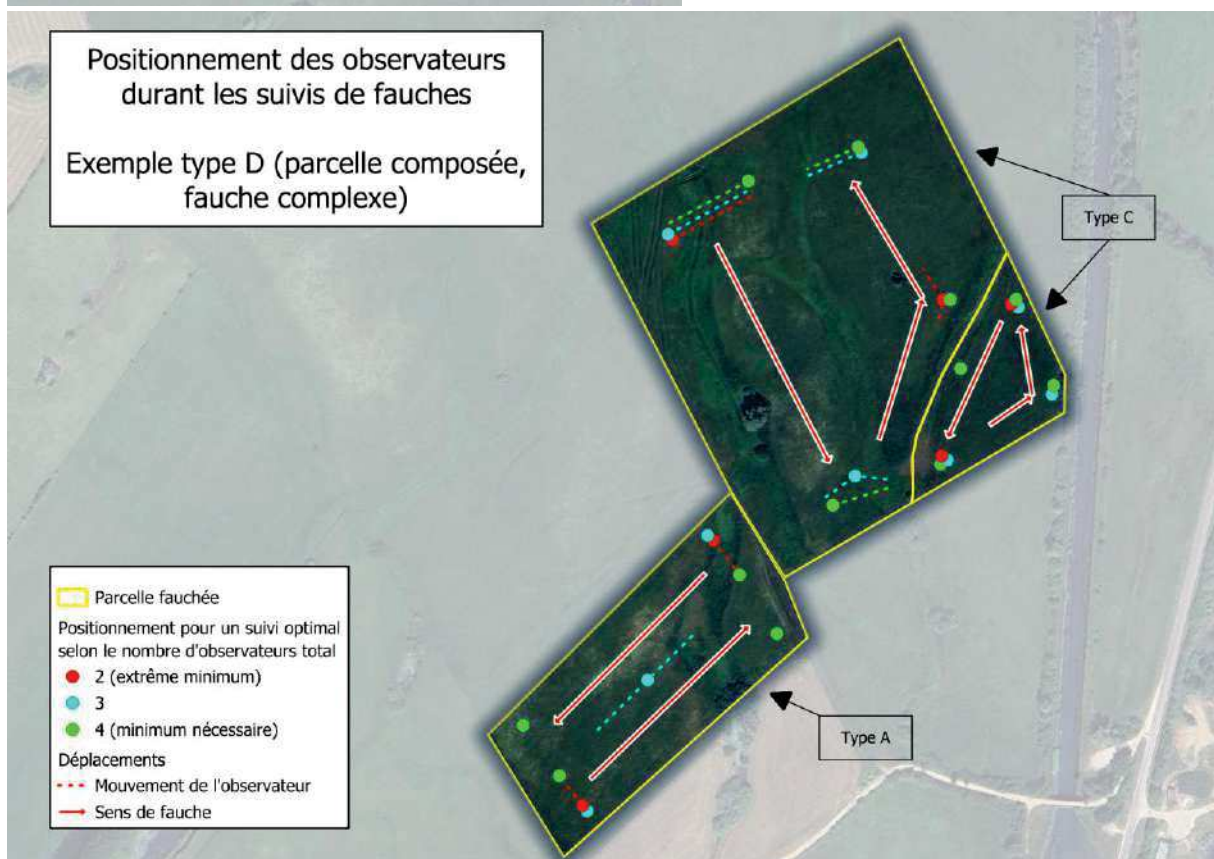 Positionnement des observateurs
durant les suivis de fauches
Exemple type D (parcelle composée,
fauche complexe)
Type C
Type A
Parcelle fauchée
Positionnement pour un suivi optimal
selon le nombre d'observateurs total
2 (extrême minimum)
3
4 (minimum nécessaire)
Déplacements
Mouvement de l'observateur
Sens de fauche